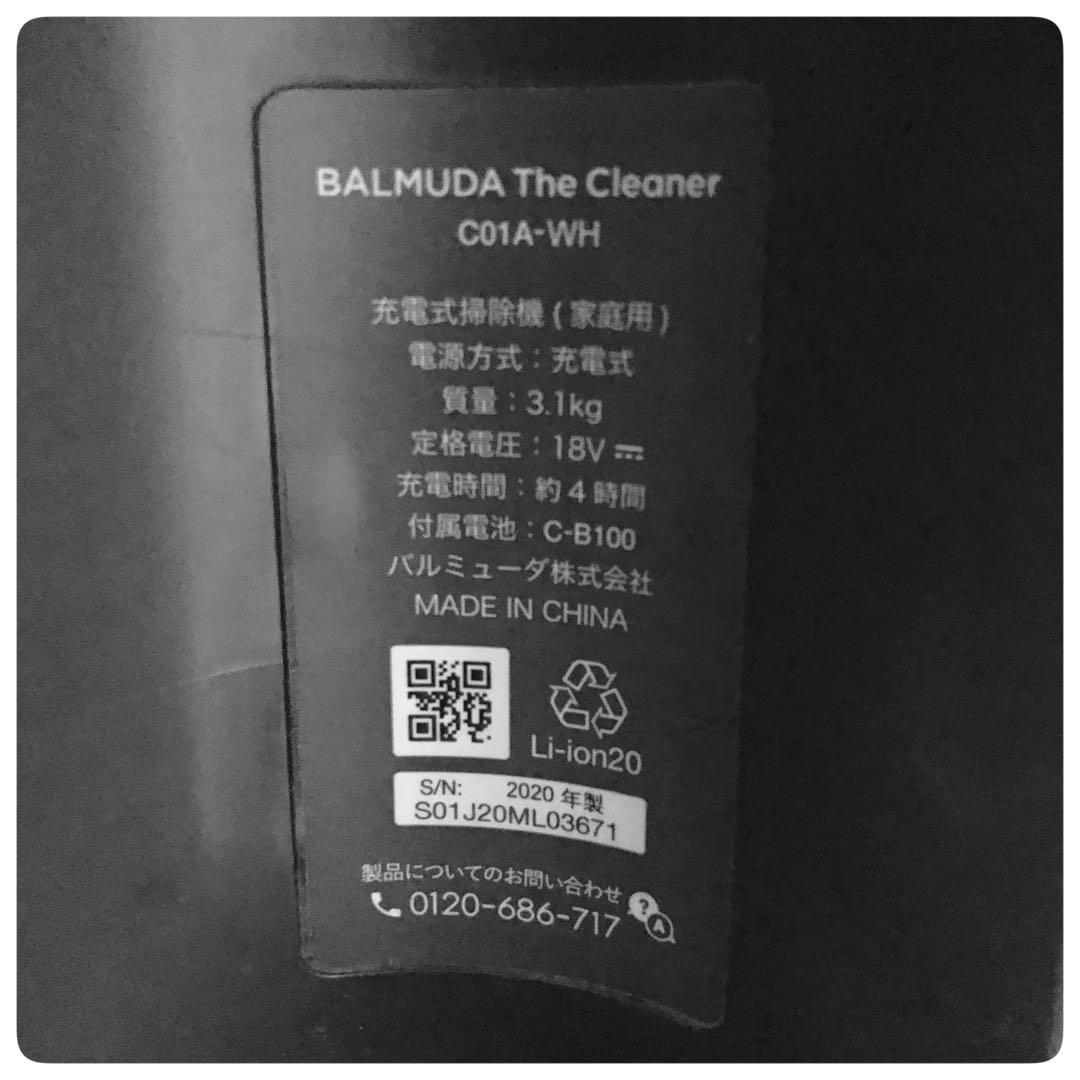 BALMUDA The Cleaner
C01A-WH
充電式掃除機 (家庭用)
電源方式：充電式
質量：3.1kg
定格電圧：18V ⎓
充電時間：約4時間
付属電池：C-B100
バルミューダ株式会社
MADE IN CHINA
Li-ion20
S/N: 2020 年製
S01J20ML03671
製品についてのお問い合わせ
0120-686-717
? A